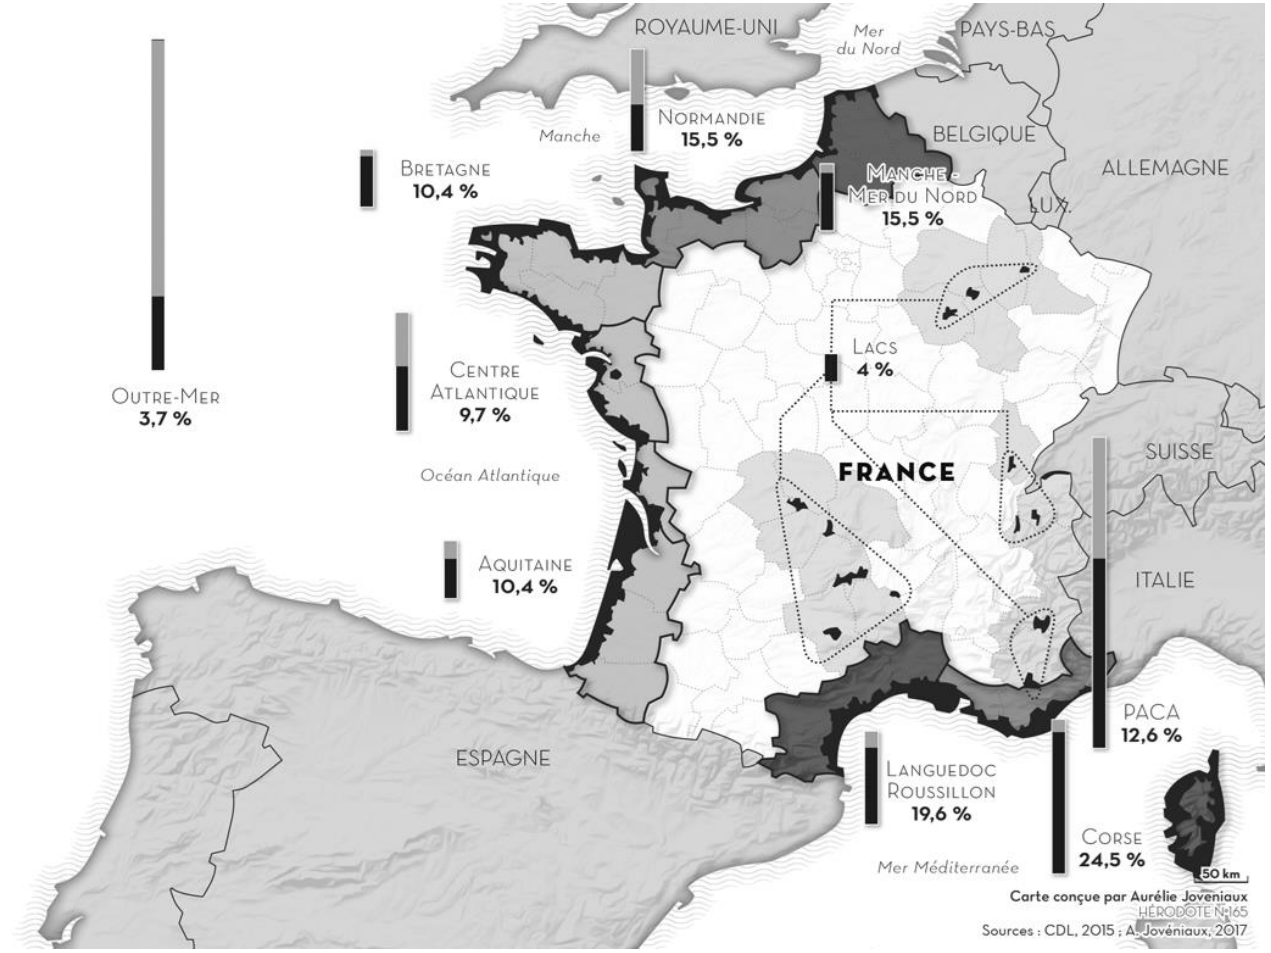 ROYAUME-UNI
Mer
du Nord
PAYS-BAS
NORMANDIE
15,5 %
Manche
BELGIQUE
ALLEMAGNE
BRETAGNE
10,4 %
MANCHE -
MER DU NORD
15,5 %
LUX.
LACS
4 %
CENTRE
ATLANTIQUE
9,7 %
OUTRE-MER
3,7 %
Océan Atlantique
FRANCE
SUISSE
AQUITAINE
10,4 %
ITALIE
PACA
12,6 %
ESPAGNE
LANGUEDOC
ROUSSILLON
19,6 %
CORSE
24,5 %
Mer Méditerranée
50 km
Carte conçue par Aurélie Joveniaux
HÉRODOTE N°165
Sources : CDL, 2015 ; A. Jovéniaux, 2017